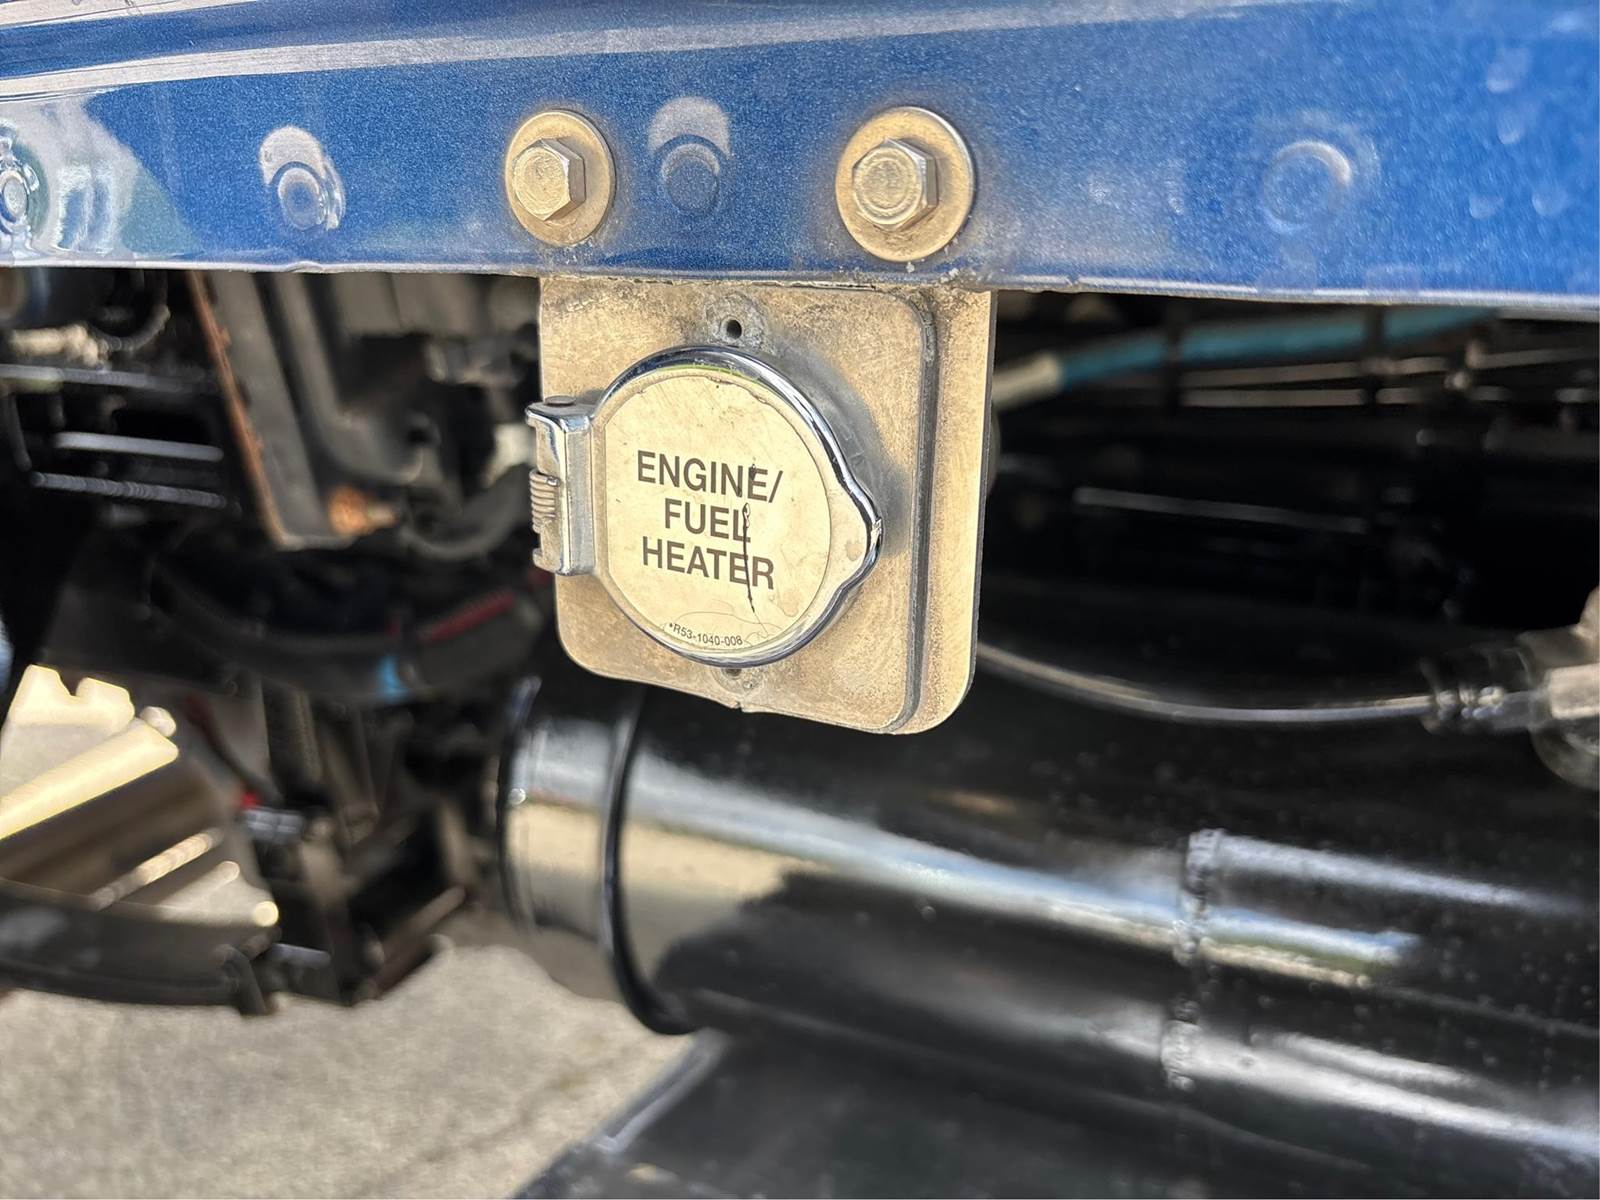 ENGINE/
FUEL
HEATER
*R53-1040-008